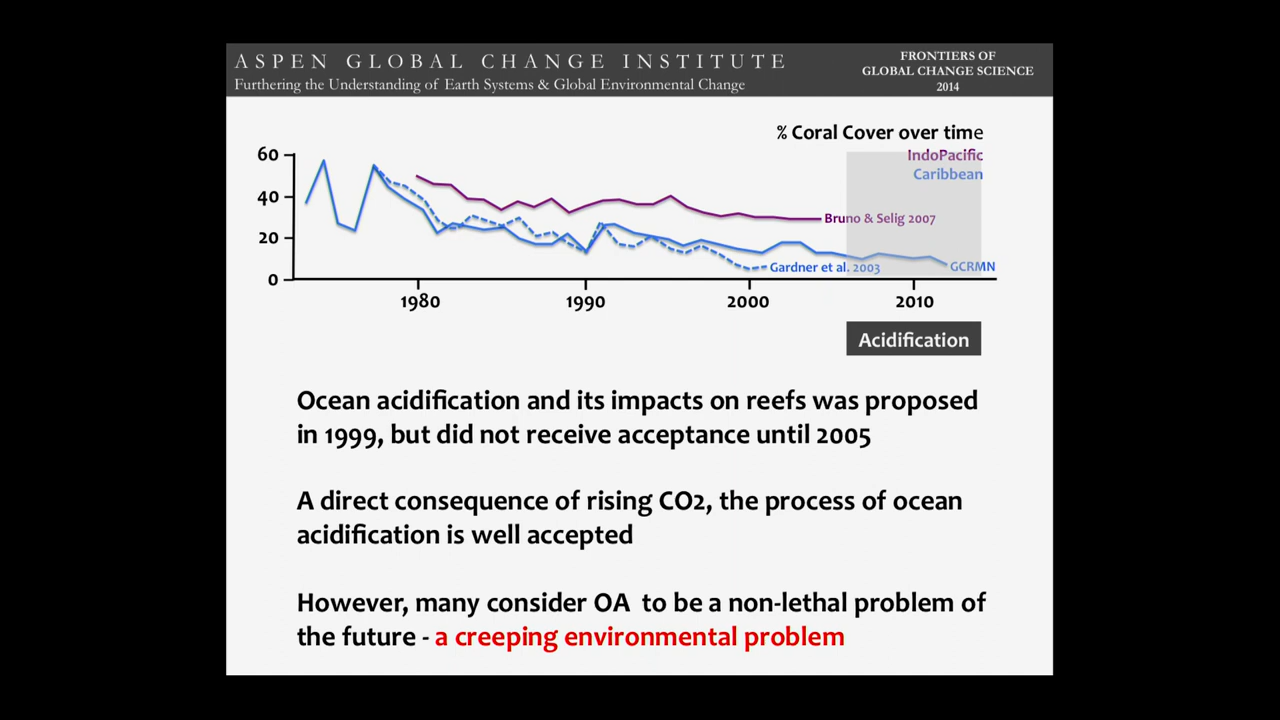 ASPEN GLOBAL CHANGE INSTITUTE
Furthering the Understanding of Earth Systems & Global Environmental Change
FRONTIERS OF
GLOBAL CHANGE SCIENCE
2014
% Coral Cover over time
IndoPacific
Caribbean
60
40
20
0
Bruno & Selig 2007
Gardner et al. 2003
GCRMN
1980
1990
2000
2010
Acidification
Ocean acidification and its impacts on reefs was proposed
in 1999, but did not receive acceptance until 2005
A direct consequence of rising CO2, the process of ocean
acidification is well accepted
However, many consider OA to be a non-lethal problem of
the future - a creeping environmental problem